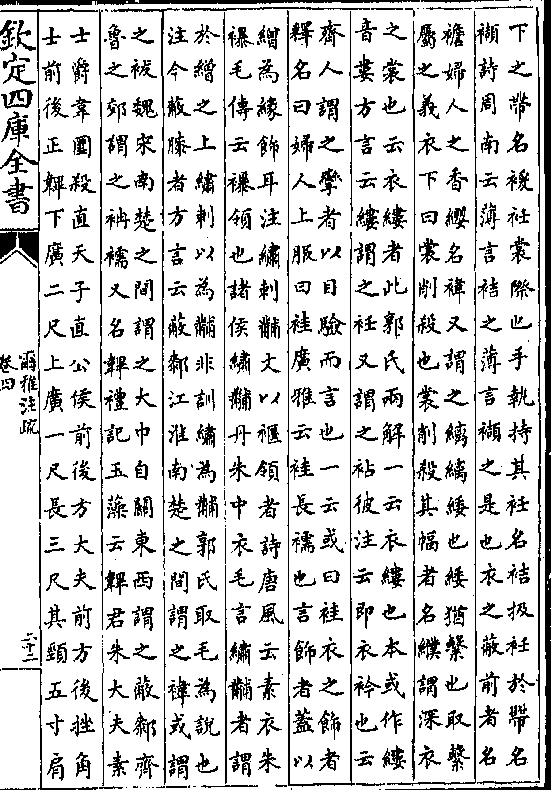 下之帶名襚衽裳際也手執持其衽名袺扱衽於帶名
襭詩周南云薄言袺之薄言襭之是也衣之蔽前者名
襜婦人之香纓名褘又謂之縭縭緌也緌猶繫也取繫
屬之義衣下曰裳削殺也裳削殺其幅者名纀謂深衣
之裳也云衣縷者此郭氏兩解一云衣縷也本或作縷
音婁方言云縷謂之衽又謂之袩彼注云即衣衿也云
齊人謂之攣者以目驗而言也一云或曰袿衣之飾者
釋名曰婦人上服曰袿廣雅云袿長襦也言飾者蓋以
繒為緣飾耳注繡刺黼文以褗領者詩唐風云素衣朱
襮毛傳云襮領也諸侯繡黼丹朱中衣毛言繡黼者謂
於繒之上繡刺以為黼非訓繡為黼郭氏取毛為說也
注今蔽膝者方言云蔽厀江淮南楚之間謂之褘或謂
之袚魏宋南楚之間謂之大巾自關東西謂之蔽厀齊
魯之郊謂之衻襦又名韠禮記玉藻云韠君朱大夫素
士爵韋圜殺直天子直公侯前後方大夫前方後挫角
士前後正韠下廣二尺上廣一尺長三尺其頸五寸肩
欽定四庫全書
爾雅注疏
卷四
二十二